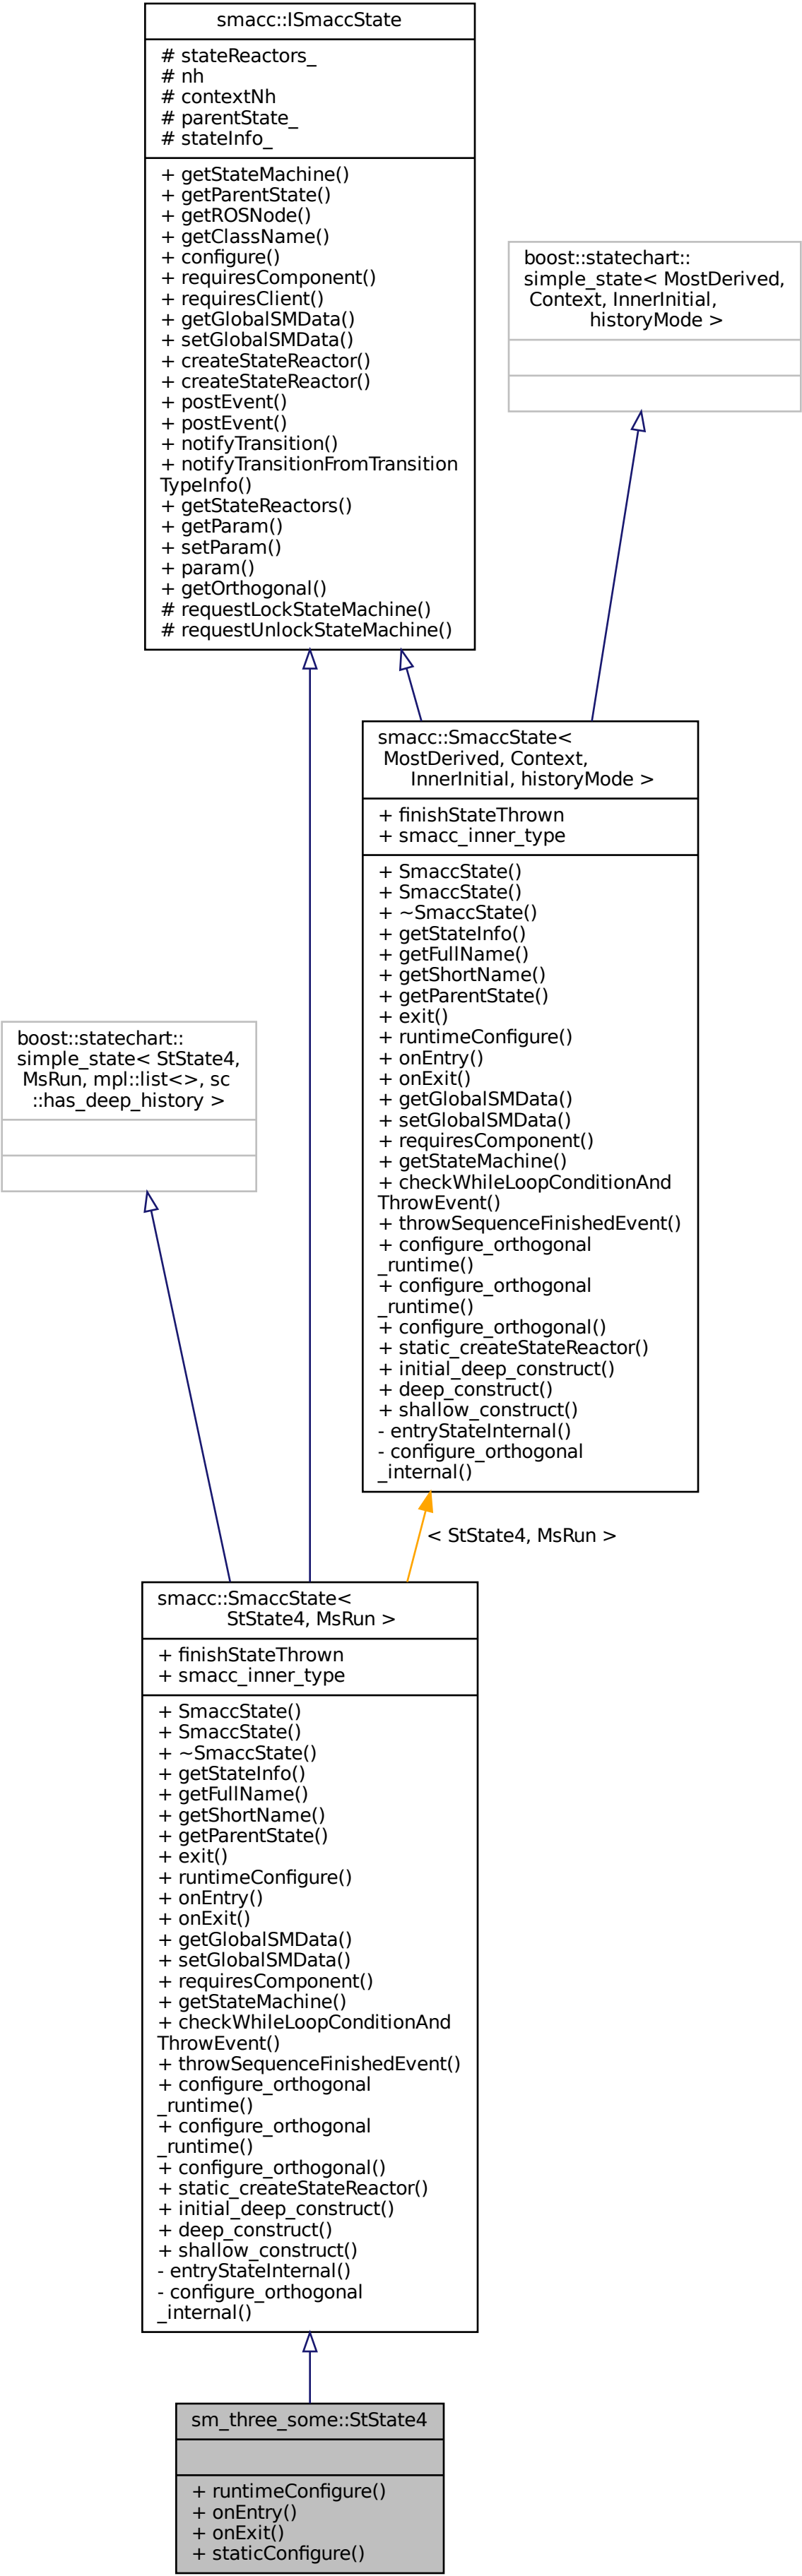 smacc::ISmaccState
# stateReactors_
# nh
# contextNh
# parentState_
# stateInfo_
+ getStateMachine()
+ getParentState()
+ getROSNode()
+ getClassName()
+ configure()
+ requiresComponent()
+ requiresClient()
+ getGlobalSMData()
+ setGlobalSMData()
+ createStateReactor()
+ createStateReactor()
+ postEvent()
+ postEvent()
+ notifyTransition()
+ notifyTransitionFromTransition
TypeInfo()
+ getStateReactors()
+ getParam()
+ setParam()
+ param()
+ getOrthogonal()
# requestLockStateMachine()
# requestUnlockStateMachine()
boost::statechart::
simple_state< MostDerived,
Context, InnerInitial,
historyMode >
smacc::SmaccState<
MostDerived, Context,
InnerInitial, historyMode >
+ finishStateThrown
+ smacc_inner_type
+ SmaccState()
+ SmaccState()
+ ~SmaccState()
+ getStateInfo()
+ getFullName()
+ getShortName()
+ getParentState()
+ exit()
+ runtimeConfigure()
+ onEntry()
+ onExit()
+ getGlobalSMData()
+ setGlobalSMData()
+ requiresComponent()
+ getStateMachine()
+ checkWhileLoopConditionAnd
ThrowEvent()
+ throwSequenceFinishedEvent()
+ configure_orthogonal
_runtime()
+ configure_orthogonal
_runtime()
+ configure_orthogonal()
+ static_createStateReactor()
+ initial_deep_construct()
+ deep_construct()
+ shallow_construct()
- entryStateInternal()
- configure_orthogonal
_internal()
boost::statechart::
simple_state< StState4,
MsRun, mpl::list<>, sc
::has_deep_history >
< StState4, MsRun >
smacc::SmaccState<
StState4, MsRun >
+ finishStateThrown
+ smacc_inner_type
+ SmaccState()
+ SmaccState()
+ ~SmaccState()
+ getStateInfo()
+ getFullName()
+ getShortName()
+ getParentState()
+ exit()
+ runtimeConfigure()
+ onEntry()
+ onExit()
+ getGlobalSMData()
+ setGlobalSMData()
+ requiresComponent()
+ getStateMachine()
+ checkWhileLoopConditionAnd
ThrowEvent()
+ throwSequenceFinishedEvent()
+ configure_orthogonal
_runtime()
+ configure_orthogonal
_runtime()
+ configure_orthogonal()
+ static_createStateReactor()
+ initial_deep_construct()
+ deep_construct()
+ shallow_construct()
- entryStateInternal()
- configure_orthogonal
_internal()
sm_three_some::StState4
+ runtimeConfigure()
+ onEntry()
+ onExit()
+ staticConfigure()